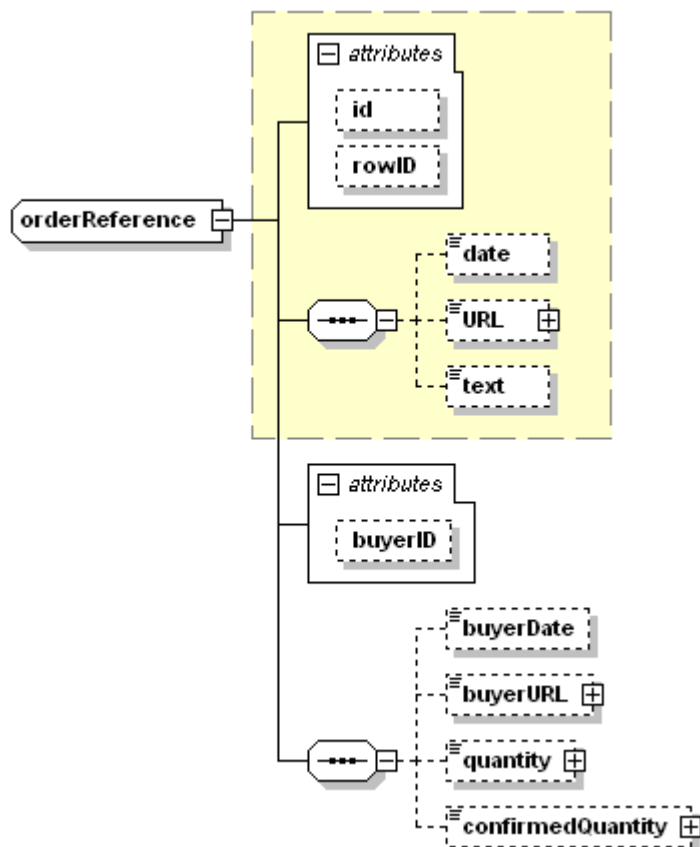 attributes
id
rowID
orderReference
date
URL
text
attributes
buyerID
buyerDate
buyerURL
quantity
confirmedQuantity